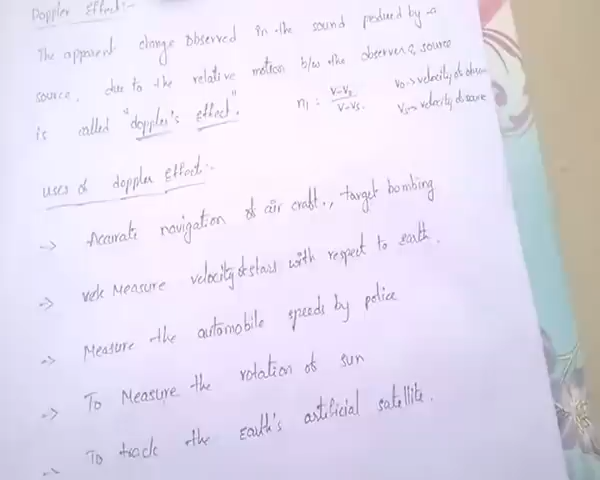 Doppler Effect:-
The apparent change observed in the sound produced by a
source, due to the relative motion b/w the observer & source
is called "doppler's effect". n1 : V-Vo / V-Vs. Vo → velocity of obser
Vs → velocity of source
uses of doppler effect:-
→ Accurate navigation of air craft., target bombing
→ Measure velocity of stars with respect to earth.
→ Measure the automobile speeds by police
→ To Measure the rotation of sun
→ To track the Earth's artificial satellite.